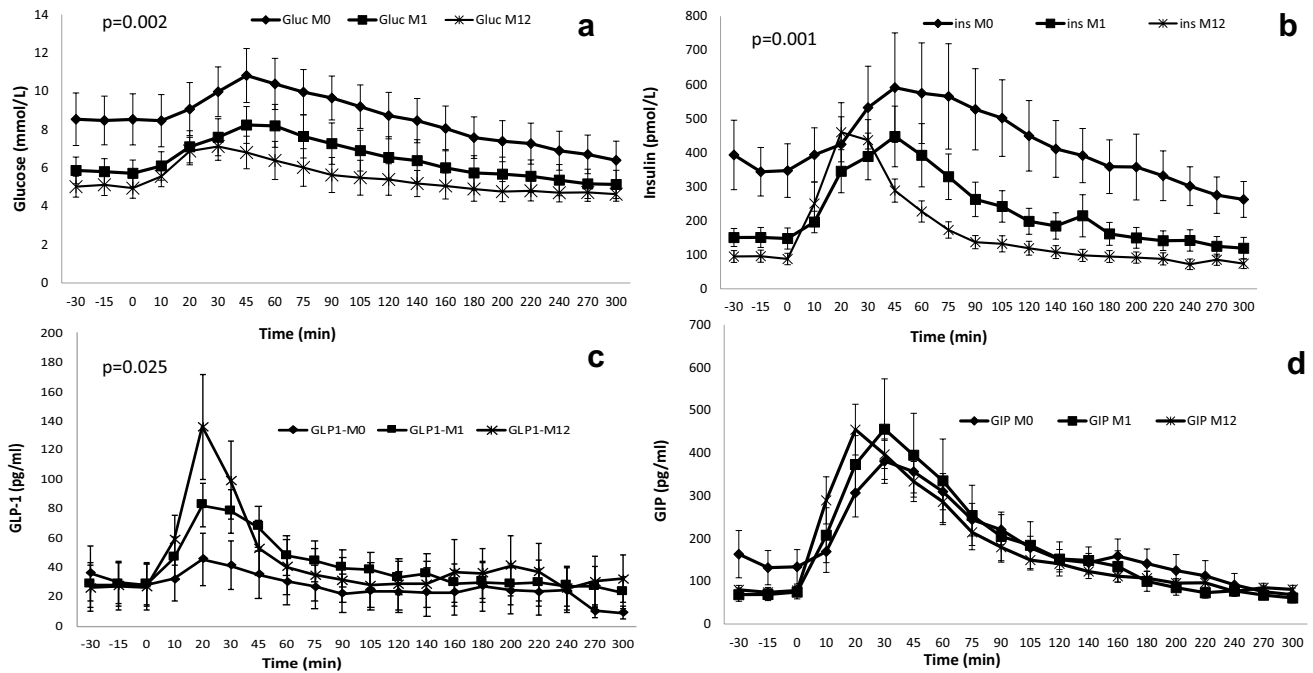 Gluc M0 Gluc M1 Gluc M12
p=0.002
a
14
12
10
8
6
4
2
0
Glucose (mmol/L)
-30 -15 0 10 20 30 45 60 75 90 105 120 140 160 180 200 220 240 270 300
Time (min)
ins M0 ins M1 ins M12
p=0.001
b
800
700
600
500
400
300
200
100
0
Insulin (pmol/L)
-30 -15 0 10 20 30 45 60 75 90 105 120 140 160 180 200 220 240 270 300
Time (min)
p=0.025
c
200
180
160
140
120
100
80
60
40
20
0
GLP-1 (pg/ml)
GLP1-M0 GLP1-M1 GLP1-M12
-30 -15 0 10 20 30 45 60 75 90 105 120 140 160 180 200 220 240 270 300
Time (min)
d
700
600
500
400
300
200
100
0
GIP (pg/ml)
GIP M0 GIP M1 GIP M12
-30 -15 0 10 20 30 45 60 75 90 105 120 140 160 180 200 220 240 270 300
Time (min)